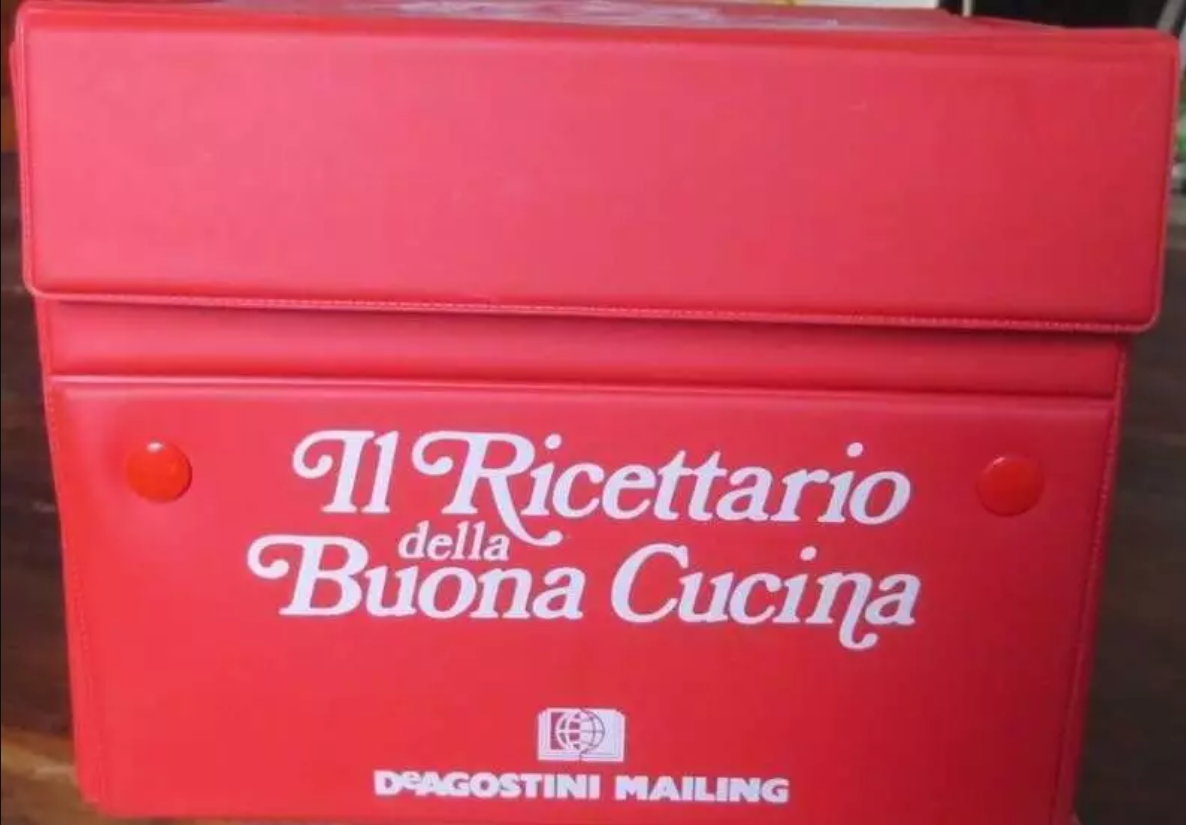 Il Ricettario
della
Buona Cucina
DeAGOSTINI MAILING